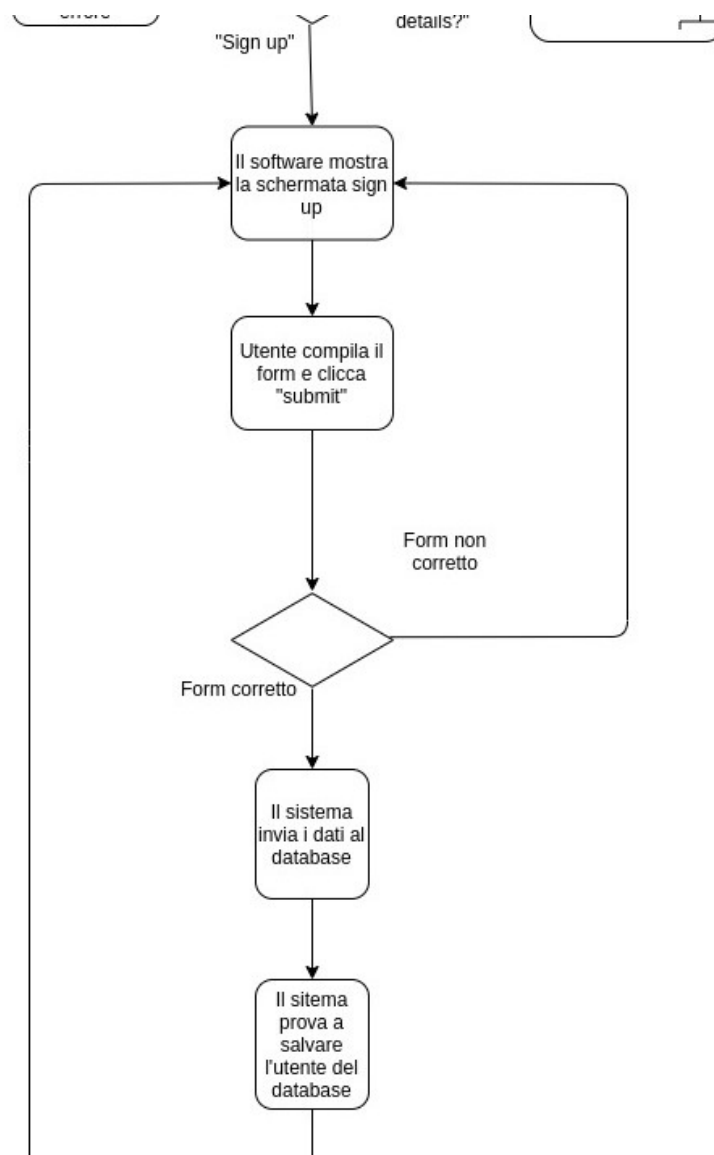 errore
details?"
"Sign up"
Il software mostra
la schermata sign
up
Utente compila il
form e clicca
"submit"
Form non
corretto
Form corretto
Il sistema
invia i dati al
database
Il sitema
prova a
salvare
l'utente del
database